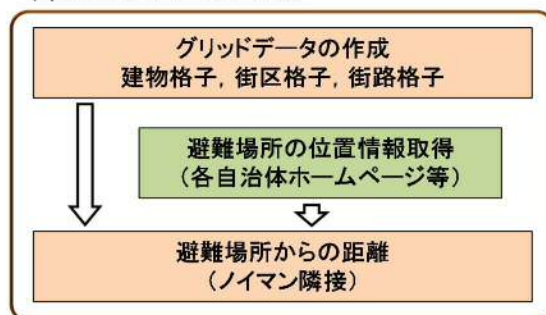 グリッドデータの作成
建物格子, 街区格子, 街路格子
避難場所の位置情報取得
（各自治体ホームページ等）
避難場所からの距離
（ノイマン隣接）